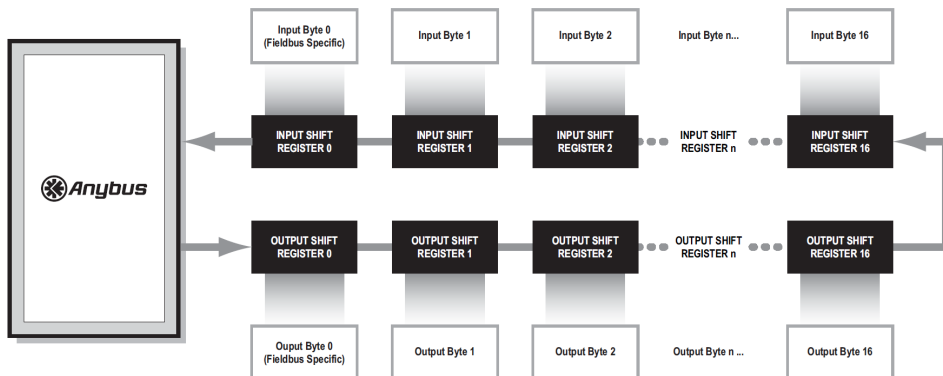 Input Byte 0
(Fieldbus Specific)
Input Byte 1
Input Byte 2
Input Byte n...
Input Byte 16
INPUT SHIFT
REGISTER 0
INPUT SHIFT
REGISTER 1
INPUT SHIFT
REGISTER 2
INPUT SHIFT
REGISTER n
INPUT SHIFT
REGISTER 16
Anybus
OUTPUT SHIFT
REGISTER 0
OUTPUT SHIFT
REGISTER 1
OUTPUT SHIFT
REGISTER 2
OUTPUT SHIFT
REGISTER n
OUTPUT SHIFT
REGISTER 16
Ouput Byte 0
(Fieldbus Specific)
Output Byte 1
Output Byte 2
Output Byte n ...
Output Byte 16